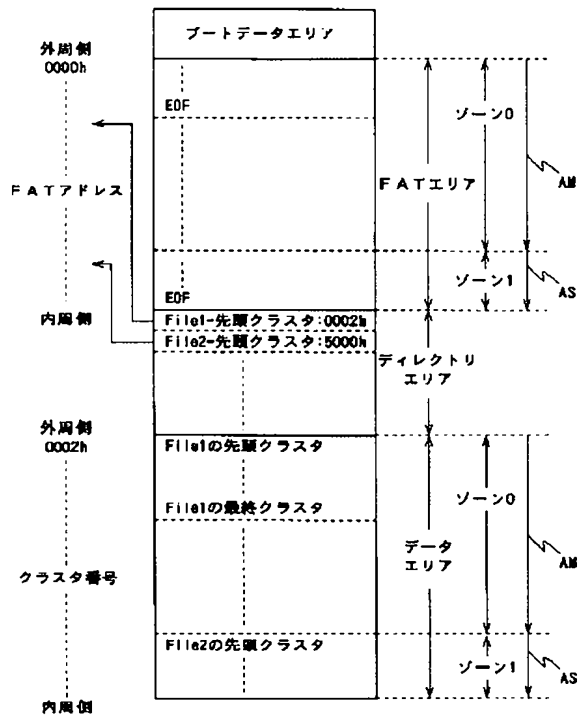 ブートデータエリア
外周側
0000h
EOF
ゾーン0
FATアドレス
FATエリア
AM
ゾーン1
AS
EOF
内周側
File1-先頭クラスタ:0002h
File2-先頭クラスタ:5000h
ディレクトリ
エリア
外周側
0002h
File1の先頭クラスタ
File1の最終クラスタ
ゾーン0
データ
エリア
AM
クラスタ番号
File2の先頭クラスタ
ゾーン1
AS
内周側